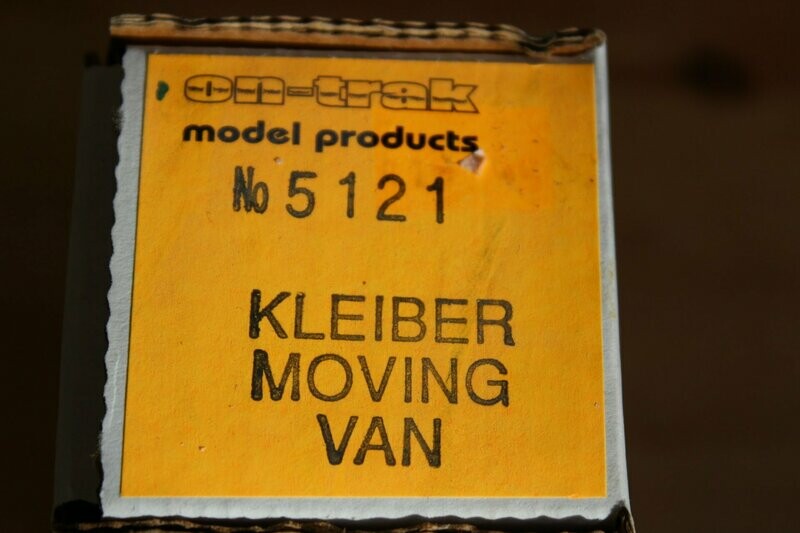 on-trak
model products
No 5121
KLEIBER
MOVING
VAN